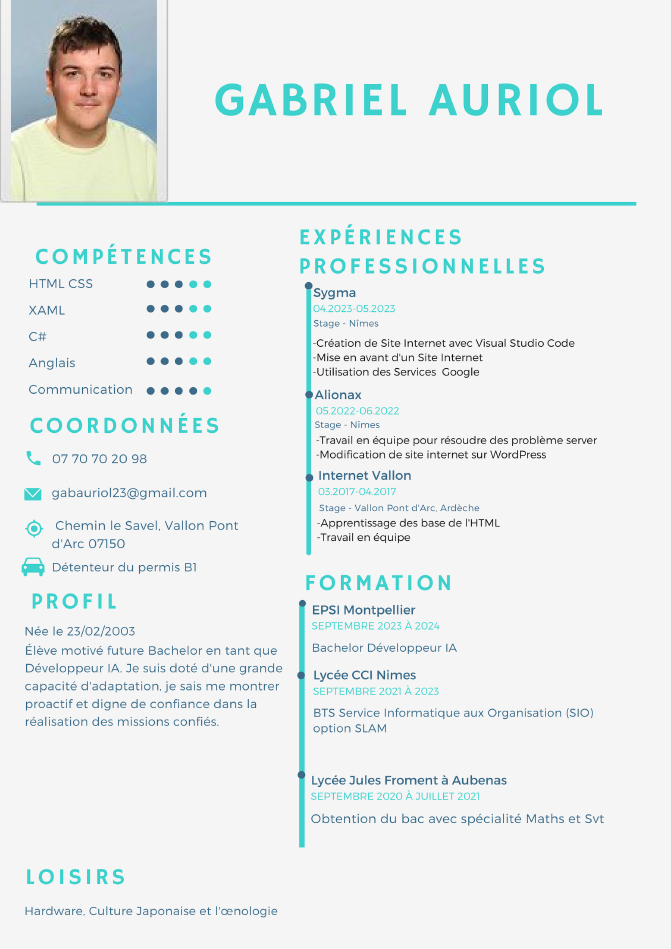 GABRIEL AURIOL
COMPÉTENCES
HTML CSS
XAML
C#
Anglais
Communication
COORDONNÉES
07 70 70 20 98
gabauriol23@gmail.com
Chemin le Savel, Vallon Pont
d'Arc 07150
Détenteur du permis B1
PROFIL
Née le 23/02/2003
Élève motivé future Bachelor en tant que
Développeur IA. Je suis doté d'une grande
capacité d'adaptation, je sais me montrer
proactif et digne de confiance dans la
réalisation des missions confiés.
LOISIRS
Hardware, Culture Japonaise et l'œnologie
EXPÉRIENCES
PROFESSIONNELLES
Sygma
04.2023-05.2023
Stage - Nîmes
-Création de Site Internet avec Visual Studio Code
-Mise en avant d'un Site Internet
-Utilisation des Services Google
Alionax
05.2022-06.2022
Stage - Nîmes
-Travail en équipe pour résoudre des problème server
-Modification de site internet sur WordPress
Internet Vallon
03.2017-04.2017
Stage - Vallon Pont d'Arc, Ardèche
-Apprentissage des base de l'HTML
-Travail en équipe
FORMATION
EPSI Montpellier
SEPTEMBRE 2023 À 2024
Bachelor Développeur IA
Lycée CCI Nimes
SEPTEMBRE 2021 À 2023
BTS Service Informatique aux Organisation (SIO)
option SLAM
Lycée Jules Froment à Aubenas
SEPTEMBRE 2020 À JUILLET 2021
Obtention du bac avec spécialité Maths et Svt